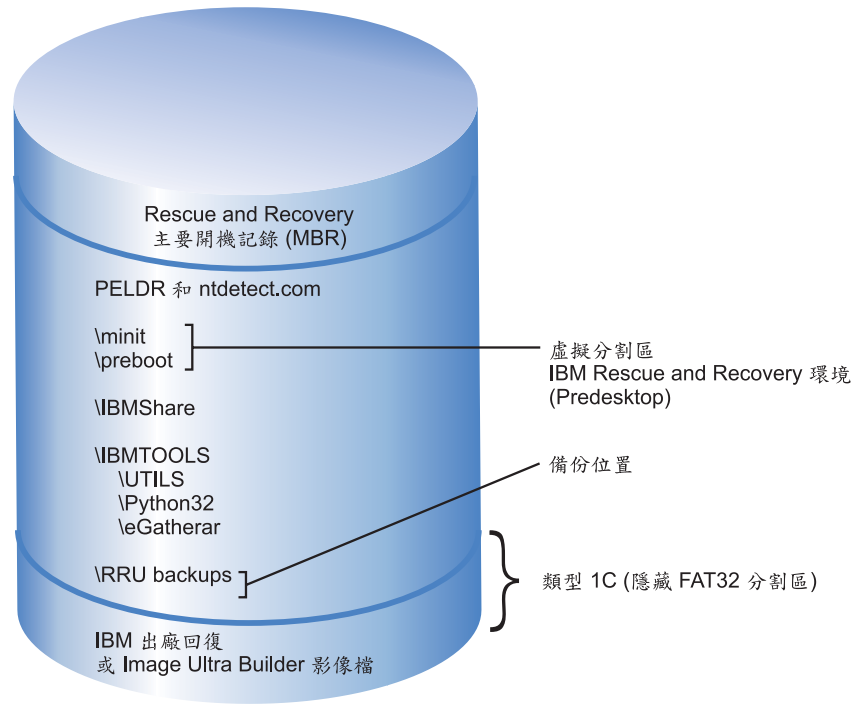 Rescue and Recovery
主要開機記錄 (MBR)
PELDR 和 ntdetect.com
\minit
\preboot
虛擬分割區
IBM Rescue and Recovery 環境
(Predesktop)
\IBMShare
\IBMTOOLS
\UTILS
\Python32
\eGatherar
備份位置
\RRU backups
類型 1C (隱藏 FAT32 分割區)
IBM 出廠回復
或 Image Ultra Builder 影像檔